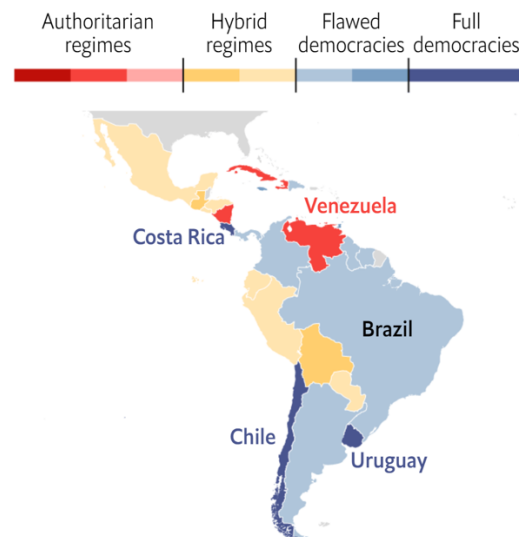 Authoritarian regimes
Hybrid regimes
Flawed democracies
Full democracies
Venezuela
Costa Rica
Brazil
Chile
Uruguay